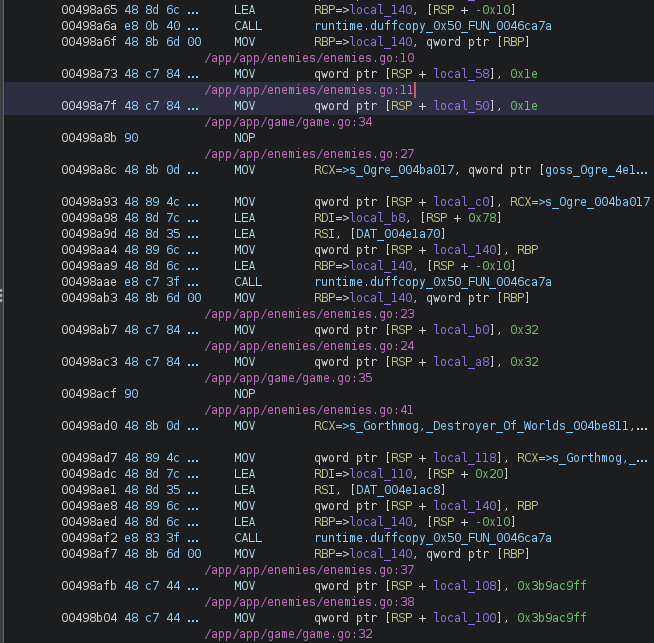 00498a65 48 8d 6c ... LEA RBP=>local_140, [RSP + -0x10]
00498a6a e8 0b 40 ... CALL runtime.duffcopy_0x50_FUN_0046ca7a
00498a6f 48 8b 6d 00 MOV RBP=>local_140, qword ptr [RBP]
/app/app/enemies/enemies.go:10
00498a73 48 c7 84 ... MOV qword ptr [RSP + local_58], 0x1e
/app/app/enemies/enemies.go:11
00498a7f 48 c7 84 ... MOV qword ptr [RSP + local_50], 0x1e
/app/app/game/game.go:34
00498a8b 90 NOP
/app/app/enemies/enemies.go:27
00498a8c 48 8b 0d ... MOV RCX=>s_Ogre_004ba017, qword ptr [goss_Ogre_4e1...
00498a93 48 89 4c ... MOV qword ptr [RSP + local_c0], RCX=>s_Ogre_004ba017
00498a98 48 8d 7c ... LEA RDI=>local_b8, [RSP + 0x78]
00498a9d 48 8d 35 ... LEA RSI, [DAT_004e1a70]
00498aa4 48 89 6c ... MOV qword ptr [RSP + local_140], RBP
00498aa9 48 8d 6c ... LEA RBP=>local_140, [RSP + -0x10]
00498aae e8 c7 3f ... CALL runtime.duffcopy_0x50_FUN_0046ca7a
00498ab3 48 8b 6d 00 MOV RBP=>local_140, qword ptr [RBP]
/app/app/enemies/enemies.go:23
00498ab7 48 c7 84 ... MOV qword ptr [RSP + local_b0], 0x32
/app/app/enemies/enemies.go:24
00498ac3 48 c7 84 ... MOV qword ptr [RSP + local_a8], 0x32
/app/app/game/game.go:35
00498acf 90 NOP
/app/app/enemies/enemies.go:41
00498ad0 48 8b 0d ... MOV RCX=>s_Gorthmog,_Destroyer_Of_Worlds_004be811,...
00498ad7 48 89 4c ... MOV qword ptr [RSP + local_118], RCX=>s_Gorthmog,_...
00498adc 48 8d 7c ... LEA RDI=>local_110, [RSP + 0x20]
00498ae1 48 8d 35 ... LEA RSI, [DAT_004e1ac8]
00498ae8 48 89 6c ... MOV qword ptr [RSP + local_140], RBP
00498aed 48 8d 6c ... LEA RBP=>local_140, [RSP + -0x10]
00498af2 e8 83 3f ... CALL runtime.duffcopy_0x50_FUN_0046ca7a
00498af7 48 8b 6d 00 MOV RBP=>local_140, qword ptr [RBP]
/app/app/enemies/enemies.go:37
00498afb 48 c7 44 ... MOV qword ptr [RSP + local_108], 0x3b9ac9ff
/app/app/enemies/enemies.go:38
00498b04 48 c7 44 ... MOV qword ptr [RSP + local_100], 0x3b9ac9ff
/app/app/game/game.go:32